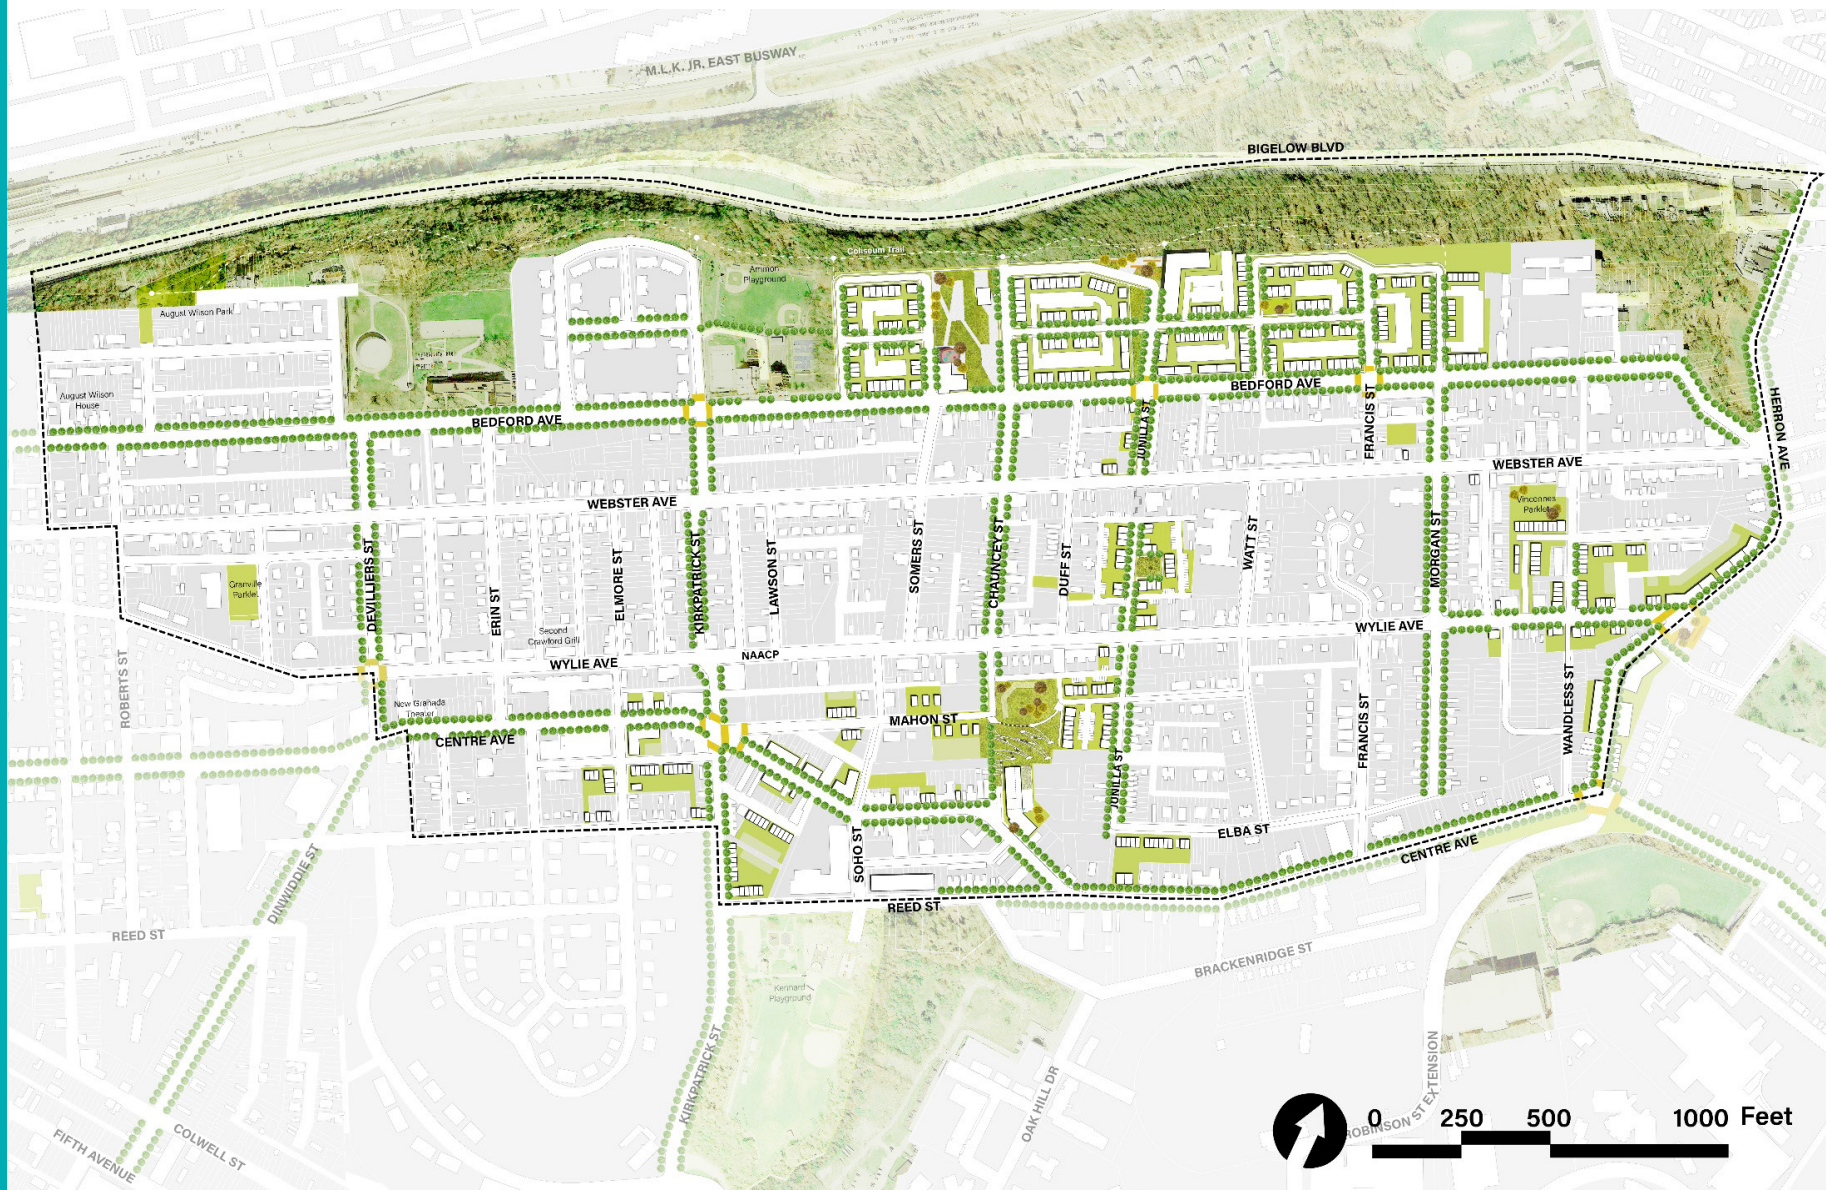 M.L.K. JR. EAST BUSWAY
BIGELOW BLVD
Coliseum Trail
Ammon
Playground
August Wilson Park
August Wilson
House
BEDFORD AVE
BEDFORD AVE
JUNILLA ST
FRANCIS ST
HERRON AVE
WEBSTER AVE
WEBSTER AVE
Vincennes
Parklet
DEVILLIERS ST
ERIN ST
ELMORE ST
KIRKPATRICK ST
LAWSON ST
SOMERS ST
CHAUNCEY ST
DUFF ST
WATT ST
MORGAN ST
Granville
Parklet
Second
Crawford Grill
WYLIE AVE
NAACP
WYLIE AVE
ROBERTS ST
New Granada
Theater
CENTRE AVE
MAHON ST
JUNILLA ST
FRANCIS ST
WANDLESS ST
SOHO ST
ELBA ST
CENTRE AVE
DINWIDDIE ST
REED ST
REED ST
BRACKENRIDGE ST
Kennard
Playground
KIRKPATRICK ST
OAK HILL DR
ROBINSON ST EXTENSION
FIFTH AVENUE
COLWELL ST
0 250 500 1000 Feet